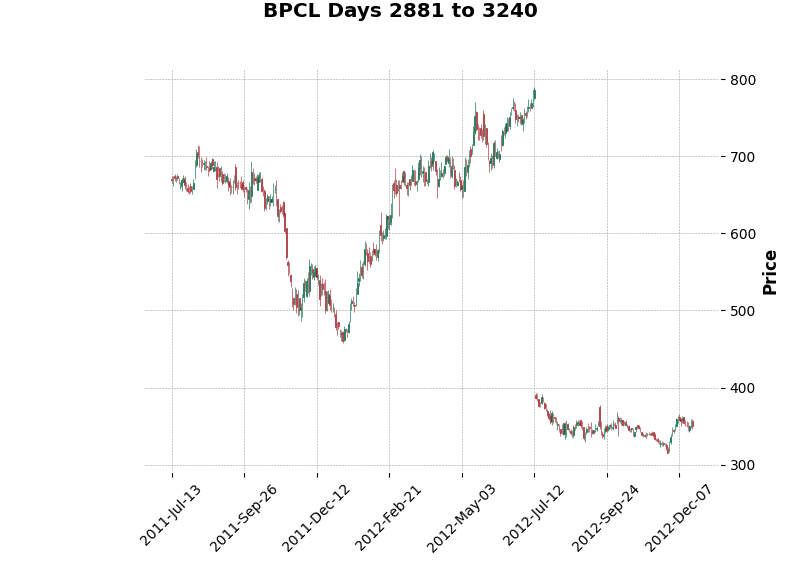 BPCL Days 2881 to 3240
800
700
600
500
400
300
Price
2011-Jul-13
2011-Sep-26
2011-Dec-12
2012-Feb-21
2012-May-03
2012-Jul-12
2012-Sep-24
2012-Dec-07